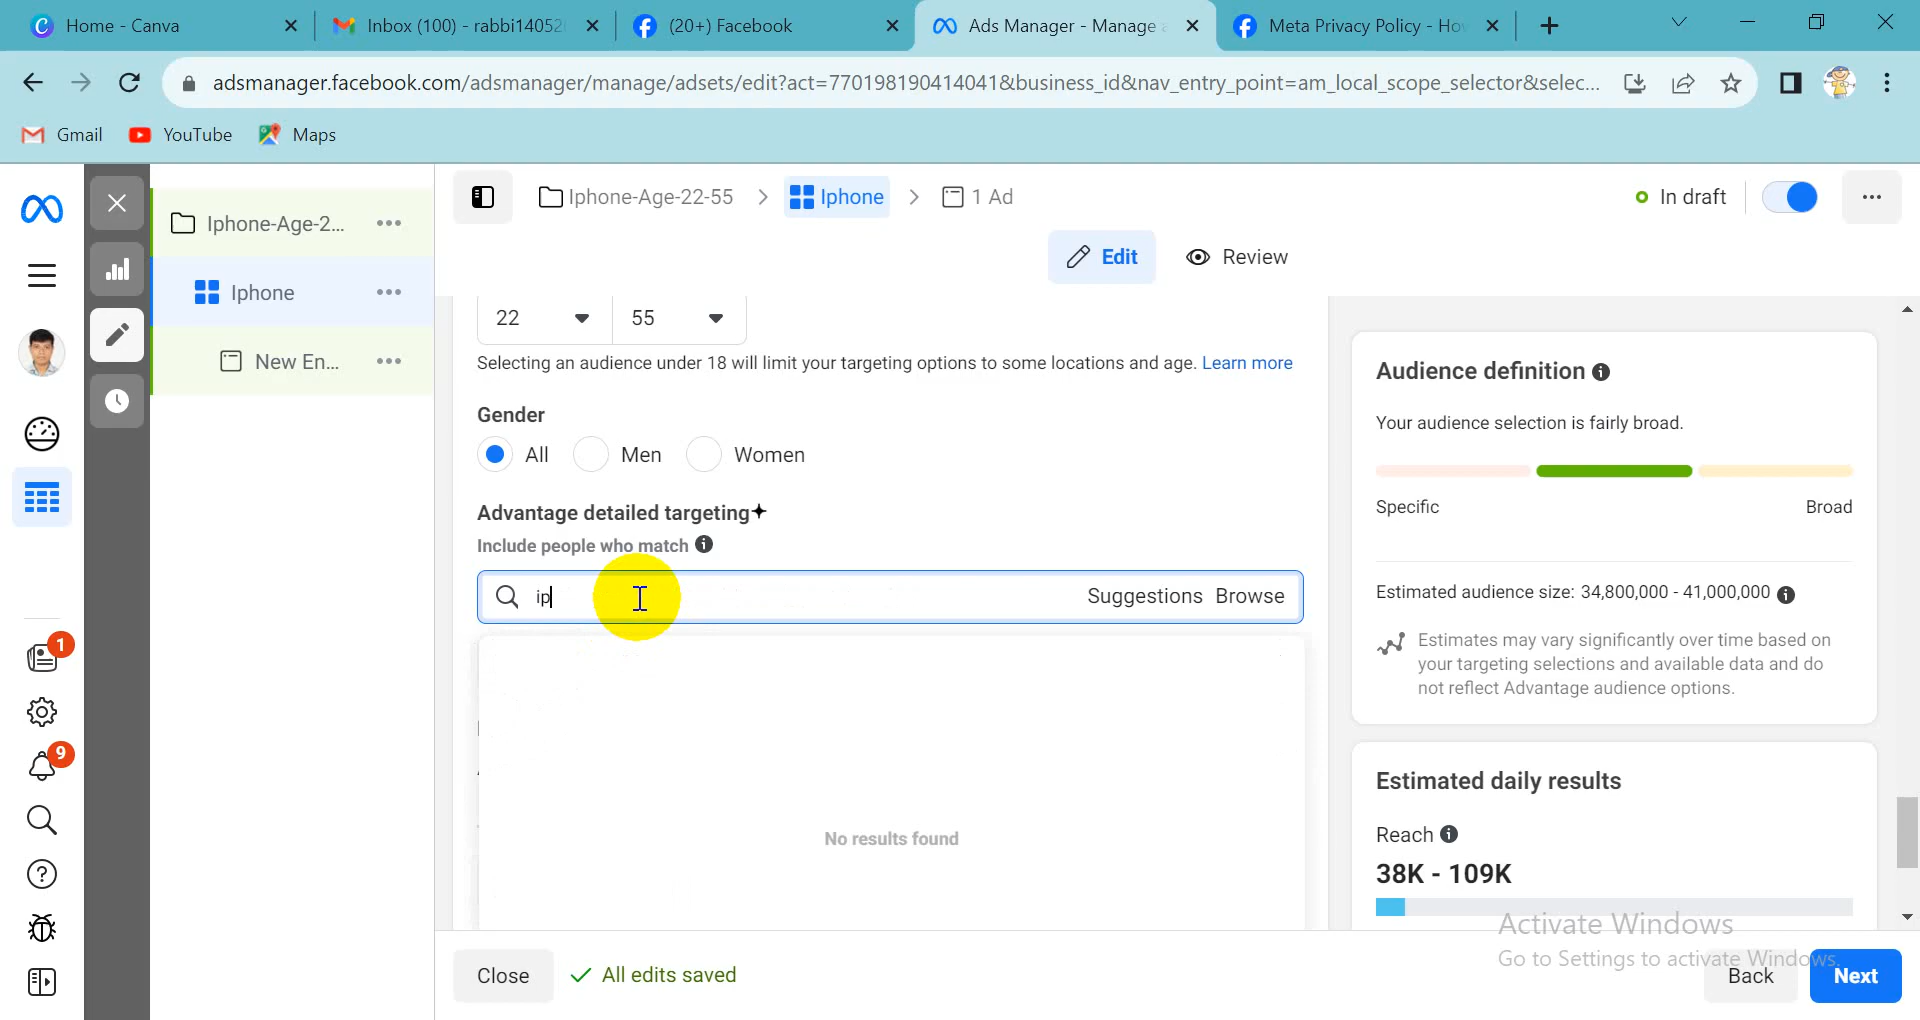 Home - Canva
Inbox (100) - rabbi14052
(20+) Facebook
Ads Manager - Manage
Meta Privacy Policy - Ho
adsmanager.facebook.com/adsmanager/manage/adsets/edit?act=770198190414041&business_id&nav_entry_point=am_local_scope_selector&selec...
Gmail
YouTube
Maps
Iphone-Age-2...
Iphone
New En...
1
9
Iphone-Age-22-55
Iphone
1 Ad
In draft
Edit
Review
22
55
Selecting an audience under 18 will limit your targeting options to some locations and age. Learn more
Gender
All
Men
Women
Advantage detailed targeting
Include people who match
ip
Suggestions
Browse
No results found
Close
All edits saved
Audience definition
Your audience selection is fairly broad.
Specific
Broad
Estimated audience size: 34,800,000 - 41,000,000
Estimates may vary significantly over time based on
your targeting selections and available data and do
not reflect Advantage audience options.
Estimated daily results
Reach
38K - 109K
Activate Windows
Go to Settings to activate Windows.
Back
Next